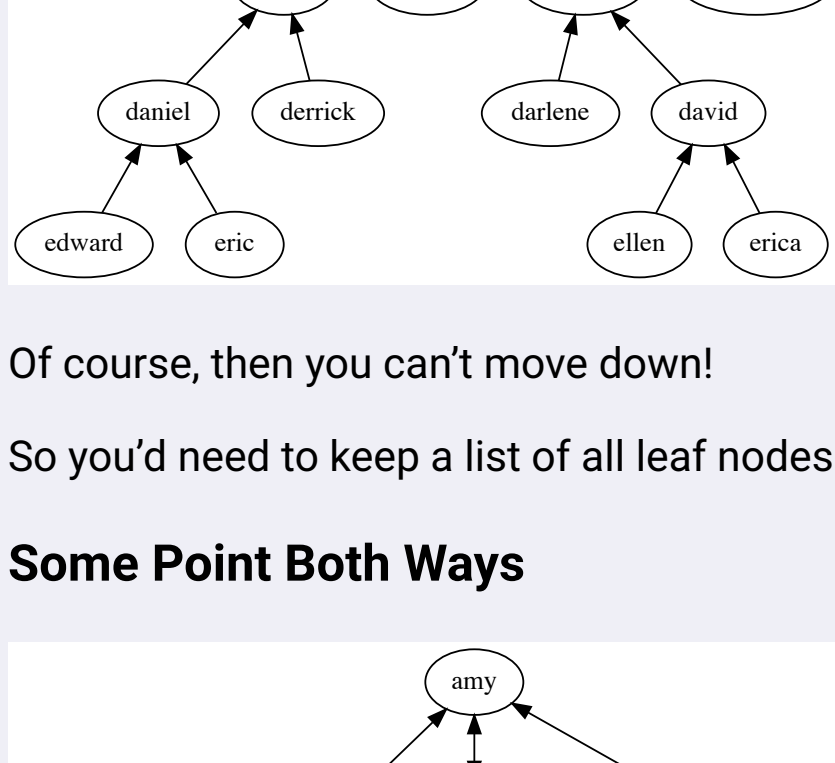 daniel derrick darlene david
edward eric ellen erica
Of course, then you can’t move down!
So you’d need to keep a list of all leaf nodes
Some Point Both Ways
amy